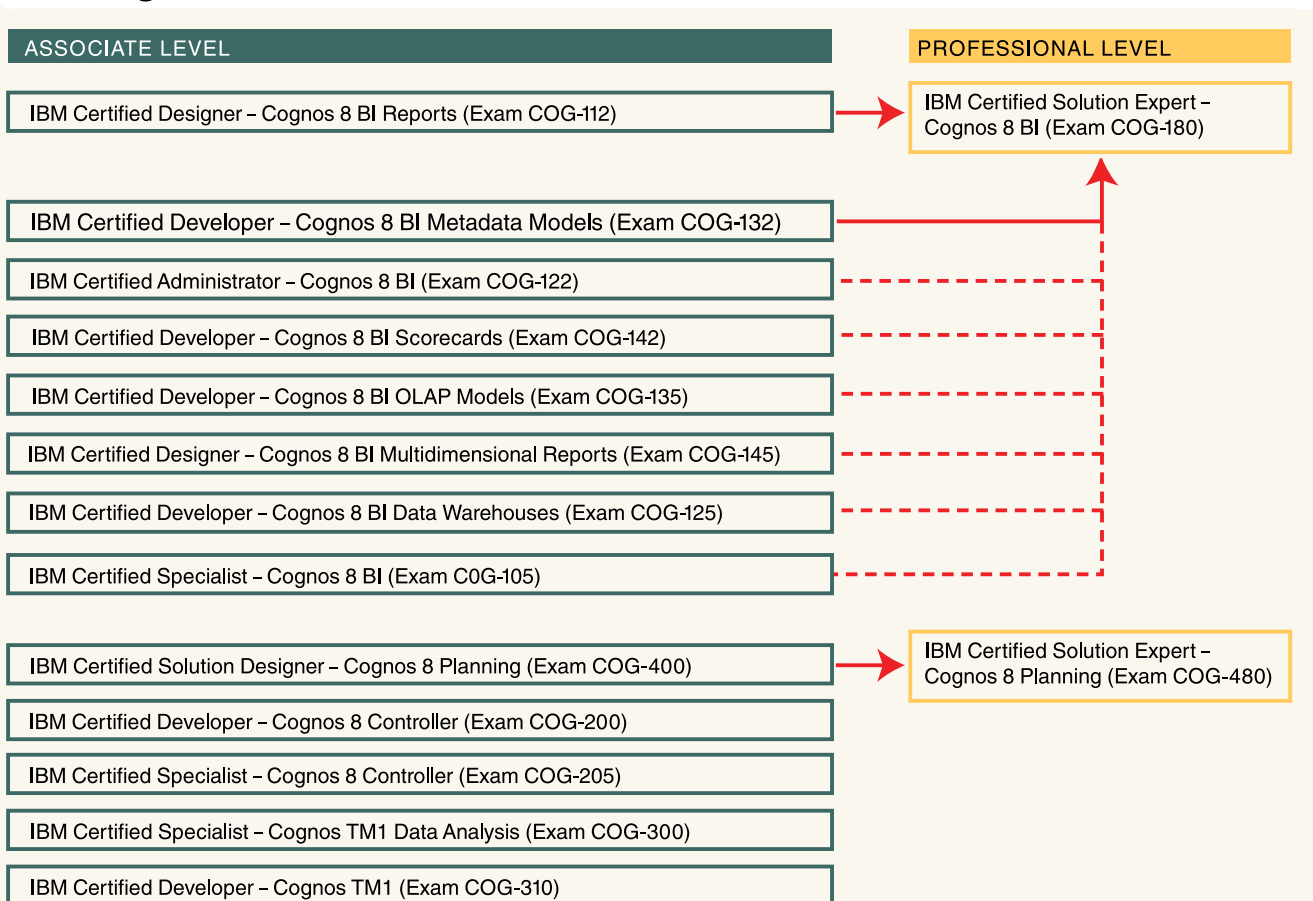 ASSOCIATE LEVEL
PROFESSIONAL LEVEL
IBM Certified Designer – Cognos 8 BI Reports (Exam COG-112)
IBM Certified Solution Expert –
Cognos 8 BI (Exam COG-180)
IBM Certified Developer – Cognos 8 BI Metadata Models (Exam COG-132)
IBM Certified Administrator – Cognos 8 BI (Exam COG-122)
IBM Certified Developer – Cognos 8 BI Scorecards (Exam COG-142)
IBM Certified Developer – Cognos 8 BI OLAP Models (Exam COG-135)
IBM Certified Designer – Cognos 8 BI Multidimensional Reports (Exam COG-145)
IBM Certified Developer – Cognos 8 BI Data Warehouses (Exam COG-125)
IBM Certified Specialist – Cognos 8 BI (Exam C0G-105)
IBM Certified Solution Designer – Cognos 8 Planning (Exam COG-400)
IBM Certified Solution Expert –
Cognos 8 Planning (Exam COG-480)
IBM Certified Developer – Cognos 8 Controller (Exam COG-200)
IBM Certified Specialist – Cognos 8 Controller (Exam COG-205)
IBM Certified Specialist – Cognos TM1 Data Analysis (Exam COG-300)
IBM Certified Developer – Cognos TM1 (Exam COG-310)